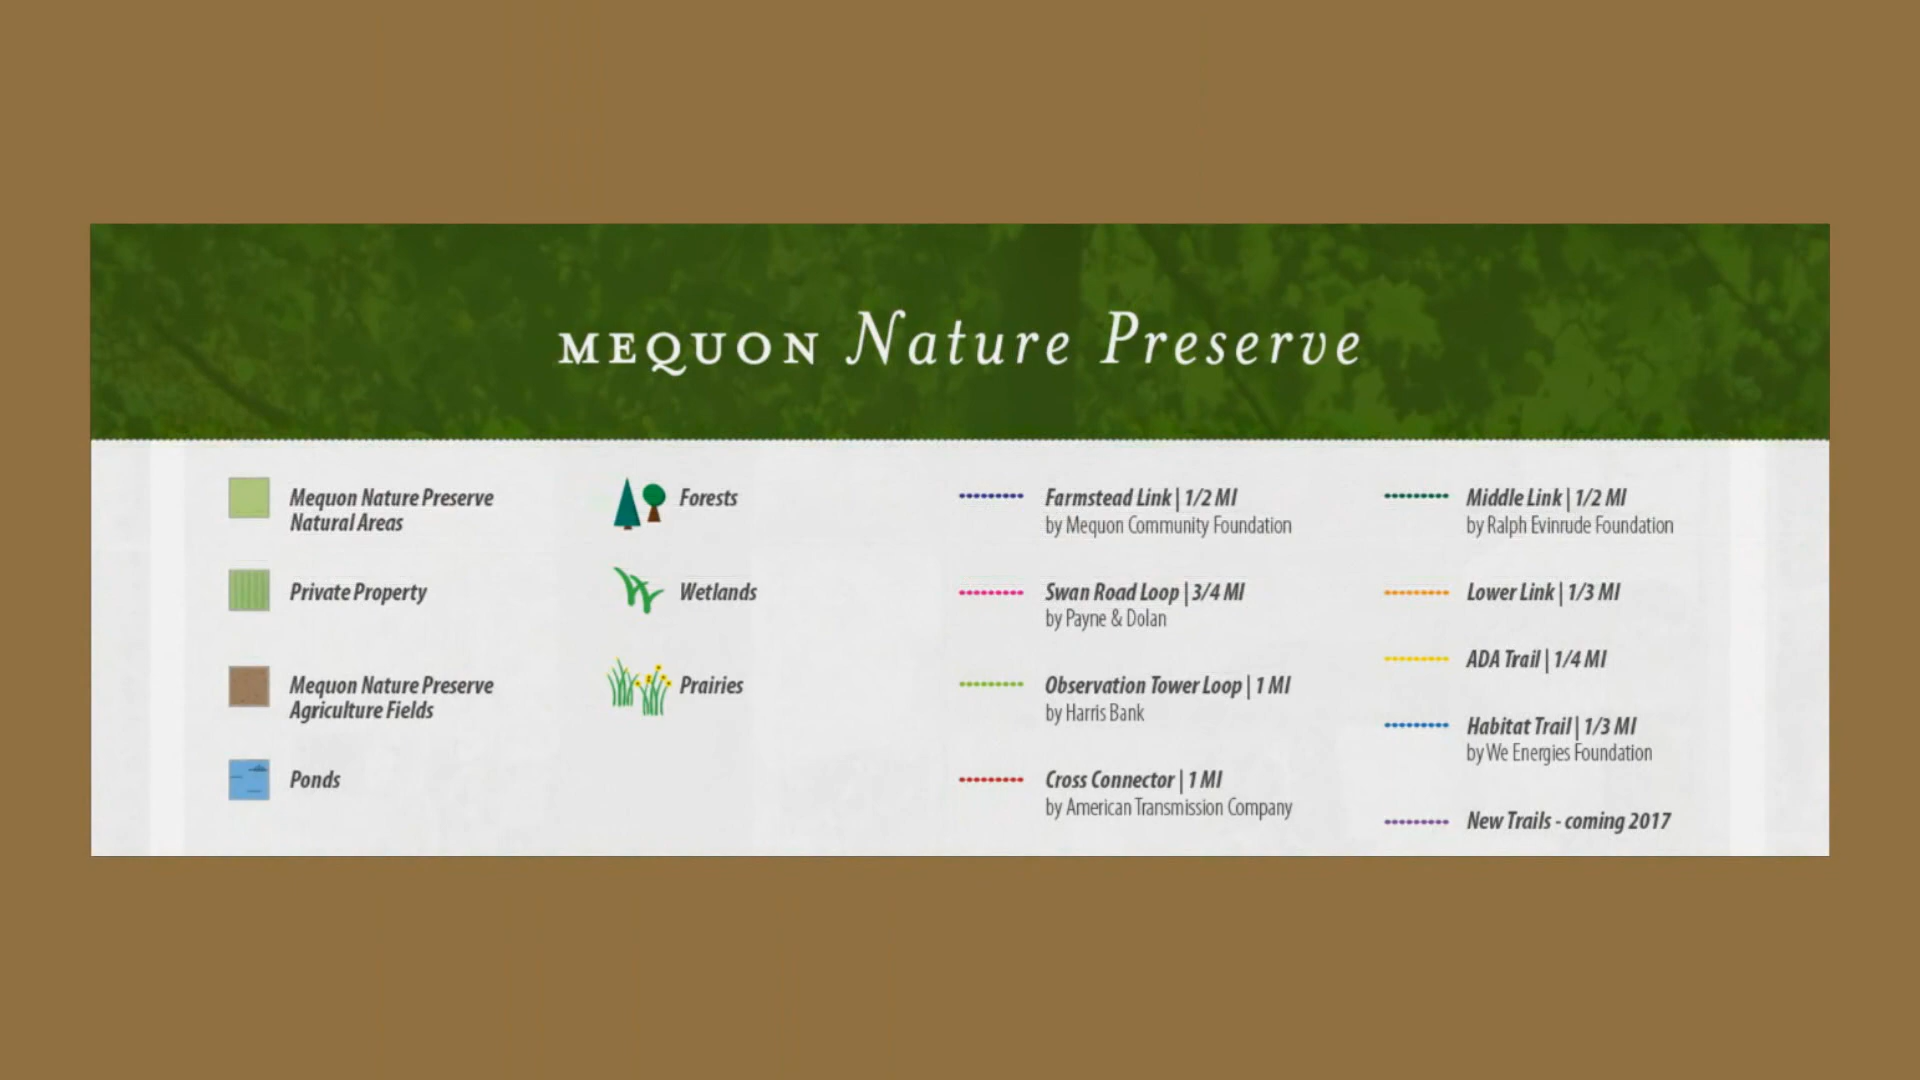 MEQUON Nature Preserve
Mequon Nature Preserve
Natural Areas
Private Property
Mequon Nature Preserve
Agriculture Fields
Ponds
Forests
Wetlands
Prairies
Farmstead Link | 1/2 MI
by Mequon Community Foundation
Swan Road Loop | 3/4 MI
by Payne & Dolan
Observation Tower Loop | 1 MI
by Harris Bank
Cross Connector | 1 MI
by American Transmission Company
Middle Link | 1/2 MI
by Ralph Evinrude Foundation
Lower Link | 1/3 MI
ADA Trail | 1/4 MI
Habitat Trail | 1/3 MI
by We Energies Foundation
New Trails - coming 2017